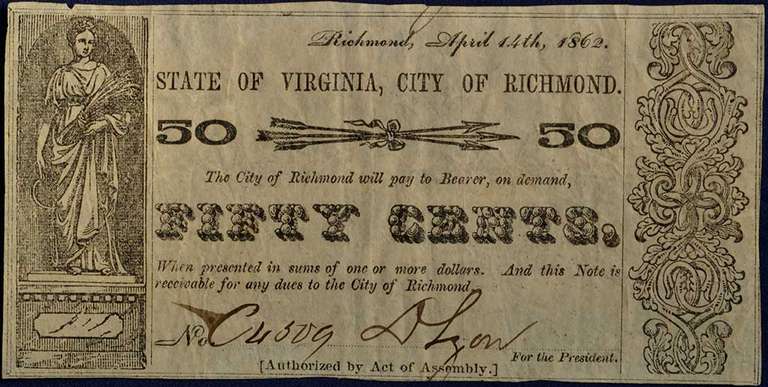 Richmond, April 14th, 1862.
STATE OF VIRGINIA, CITY OF RICHMOND.
50 50
The City of Richmond will pay to Bearer, on demand,
FIFTY CENTS,
When presented in sums of one or more dollars. And this Note is
receivable for any dues to the City of Richmond
No C4509 D Lyon
For the President.
[Authorized by Act of Assembly.]